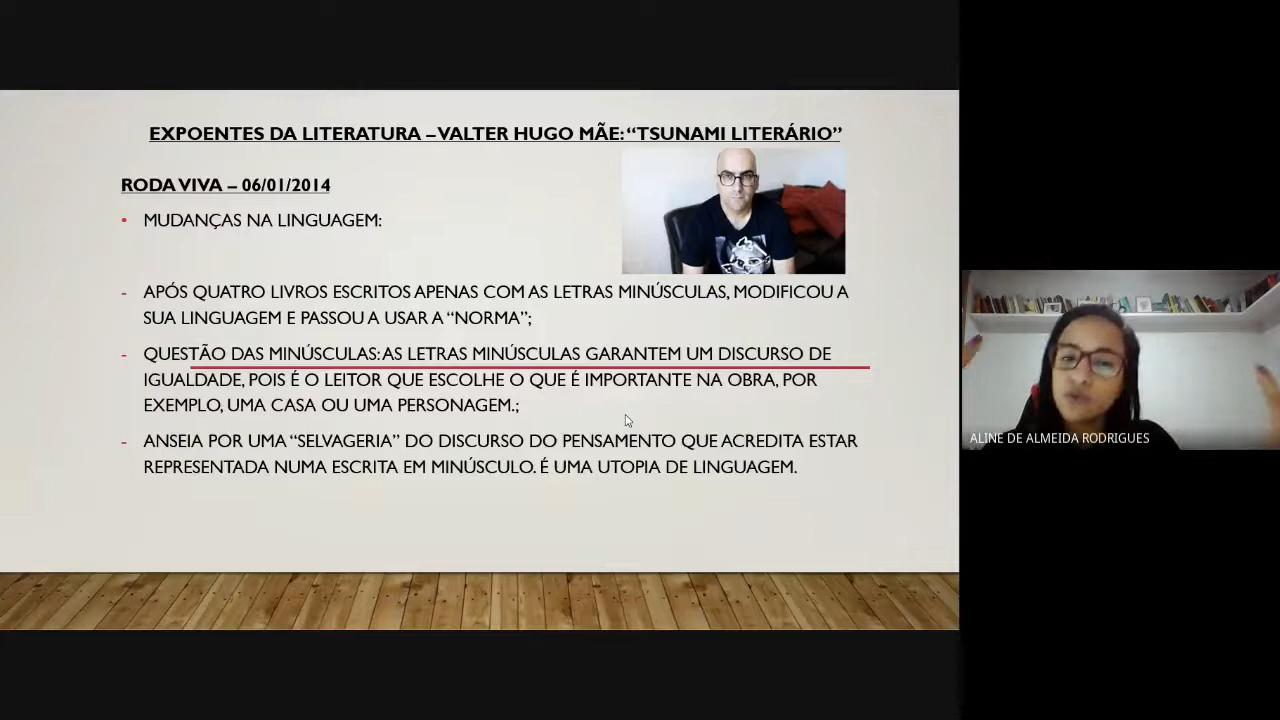 EXPOENTES DA LITERATURA – VALTER HUGO MÃE: “TSUNAMI LITERÁRIO”
RODA VIVA – 06/01/2014
• MUDANÇAS NA LINGUAGEM:
- APÓS QUATRO LIVROS ESCRITOS APENAS COM AS LETRAS MINÚSCULAS, MODIFICOU A
SUA LINGUAGEM E PASSOU A USAR A “NORMA”;
- QUESTÃO DAS MINÚSCULAS: AS LETRAS MINÚSCULAS GARANTEM UM DISCURSO DE
IGUALDADE, POIS É O LEITOR QUE ESCOLHE O QUE É IMPORTANTE NA OBRA, POR
EXEMPLO, UMA CASA OU UMA PERSONAGEM.;
- ANSEIA POR UMA “SELVAGERIA” DO DISCURSO DO PENSAMENTO QUE ACREDITA ESTAR
REPRESENTADA NUMA ESCRITA EM MINÚSCULO. É UMA UTOPIA DE LINGUAGEM.
ALINE DE ALMEIDA RODRIGUES